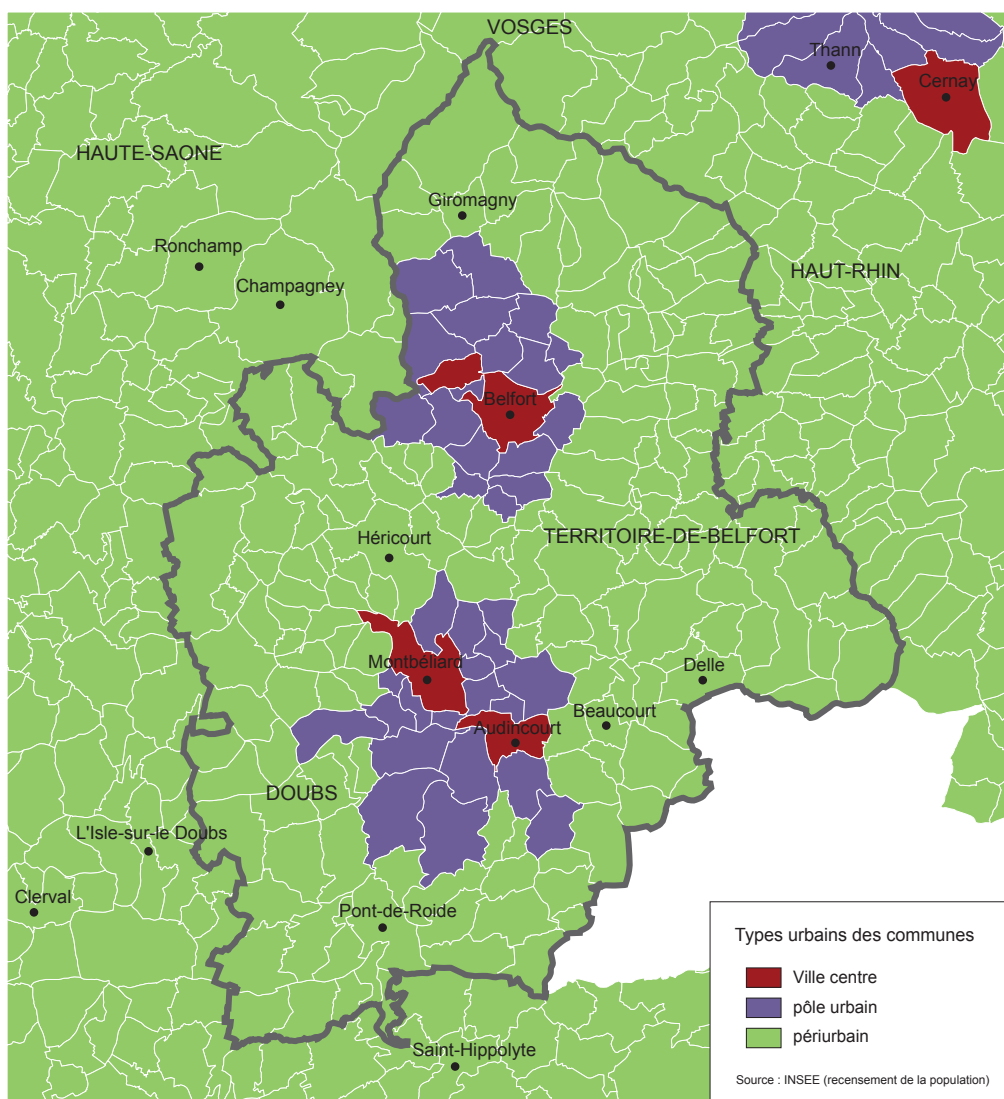 VOSGES
Thann
Cernay
HAUTE-SAONE
Giromagny
Ronchamp
HAUT-RHIN
Champagney
Belfort
Héricourt
TERRITOIRE-DE-BELFORT
Montbéliard
Delle
Beaucourt
Audincourt
DOUBS
L'Isle-sur-le Doubs
Clerval
Pont-de-Roide
Saint-Hippolyte
Types urbains des communes
Ville centre
pôle urbain
périurbain
Source : INSEE (recensement de la population)